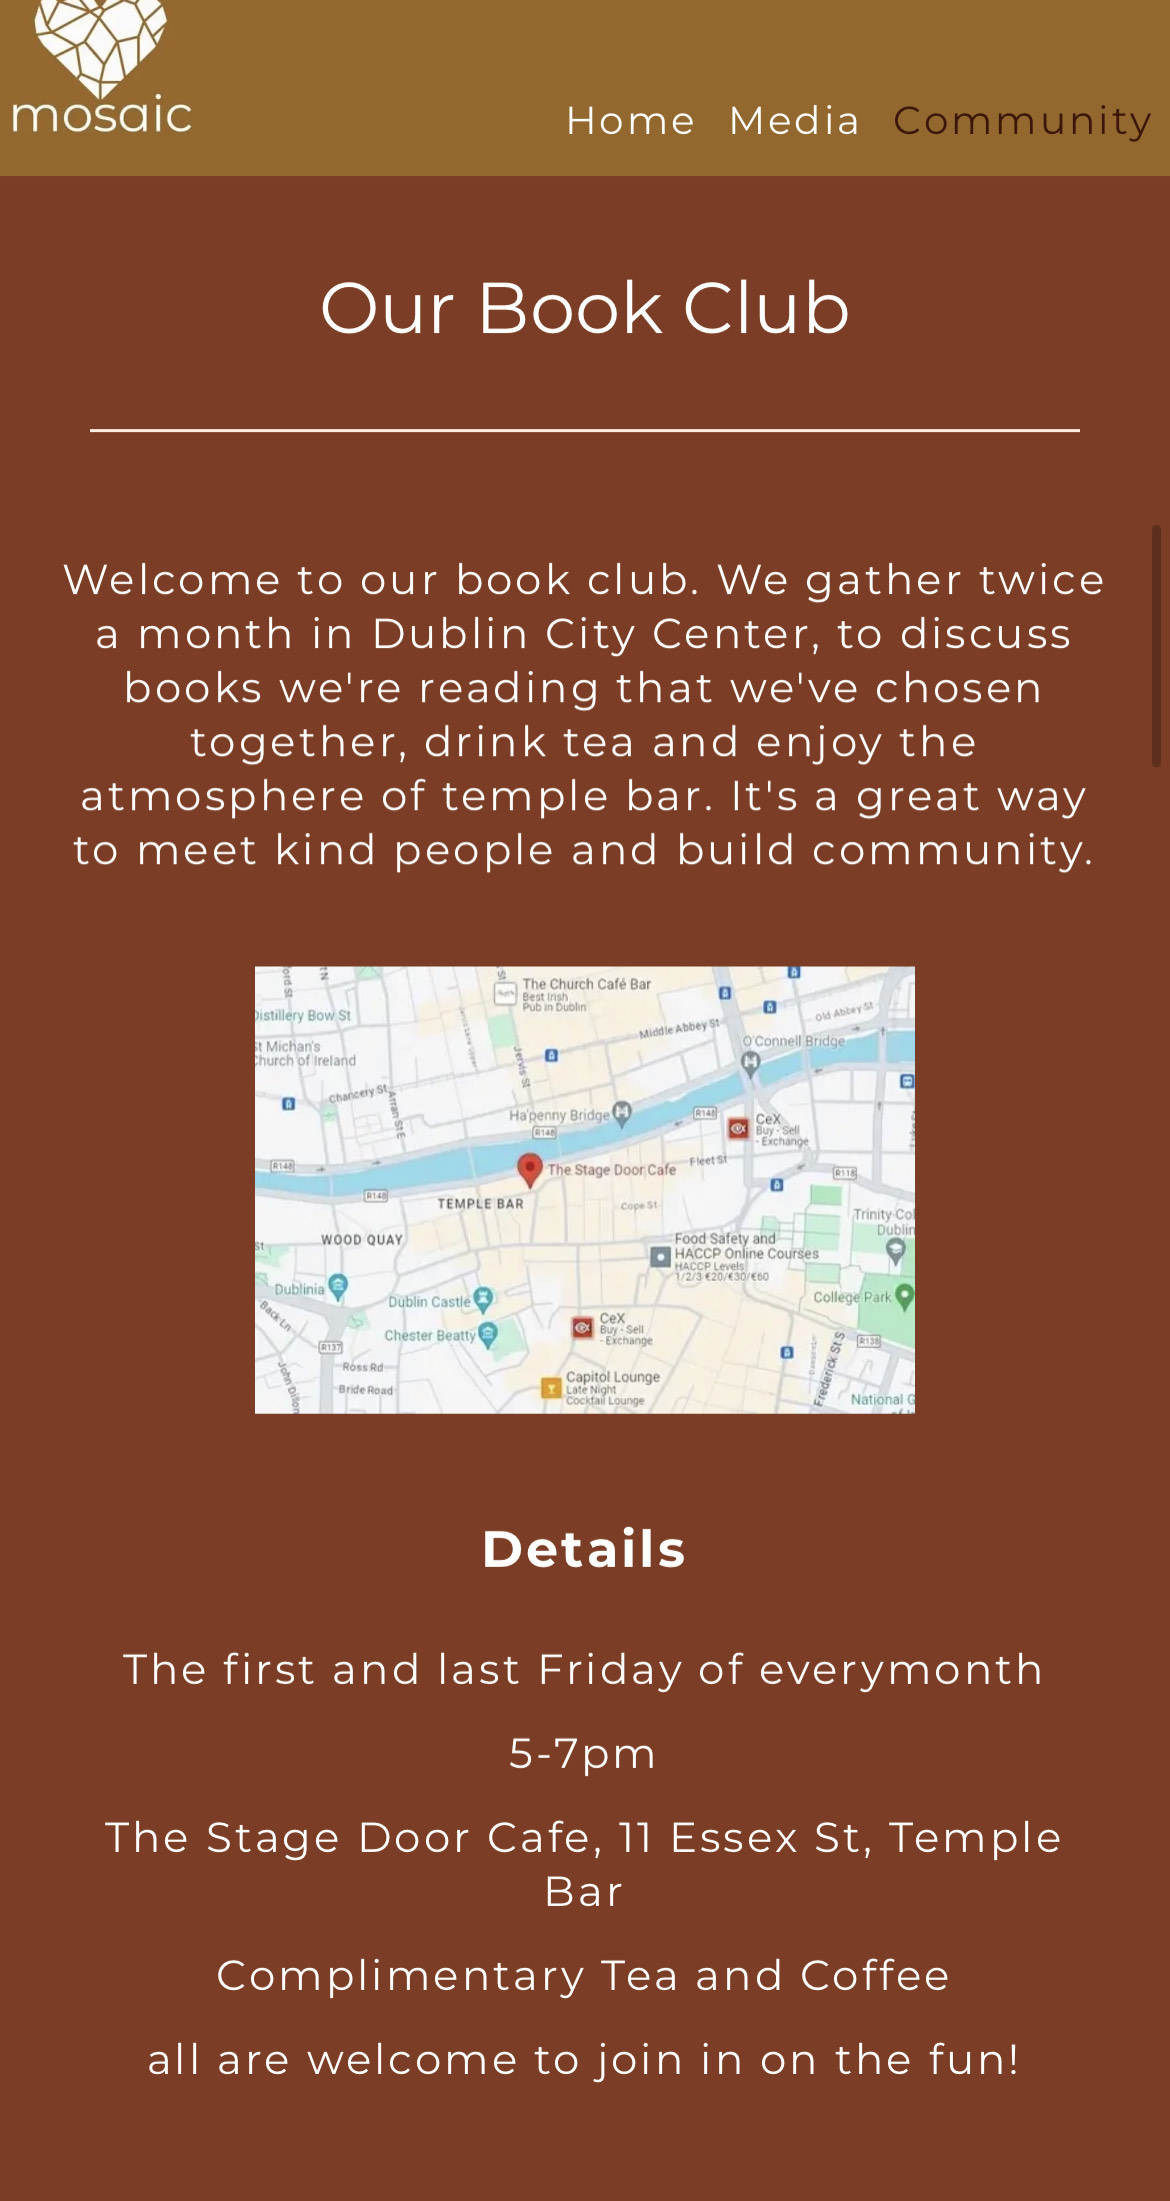 mosaic
Home Media Community
Our Book Club
Welcome to our book club. We gather twice
a month in Dublin City Center, to discuss
books we're reading that we've chosen
together, drink tea and enjoy the
atmosphere of temple bar. It's a great way
to meet kind people and build community.
The Church Café Bar
Best Irish
Pub in Dublin
Distillery Bow St
Middle Abbey St
Old Abbey St
O'Connell Bridge
St Michan's
Church of Ireland
Jervis St
Chancery St
Arran St E
Ha'penny Bridge
R148
R148
CeX
Buy - Sell
- Exchange
R148
The Stage Door Cafe
Fleet St
R118
R148
TEMPLE BAR
Cope St
Trinity Col
Dublin
WOOD QUAY
St
Food Safety and
HACCP Online Courses
HACCP Levels
1/2/3 €20/€30/€60
Dublinia
Dublin Castle
College Park
Back Ln
CeX
Buy - Sell
- Exchange
Chester Beatty
R137
R138
Ross Rd
Frederick St S
John Dillon
Bride Road
Capitol Lounge
Late Night
Cocktail Lounge
National G
Details
The first and last Friday of everymonth
5-7pm
The Stage Door Cafe, 11 Essex St, Temple
Bar
Complimentary Tea and Coffee
all are welcome to join in on the fun!